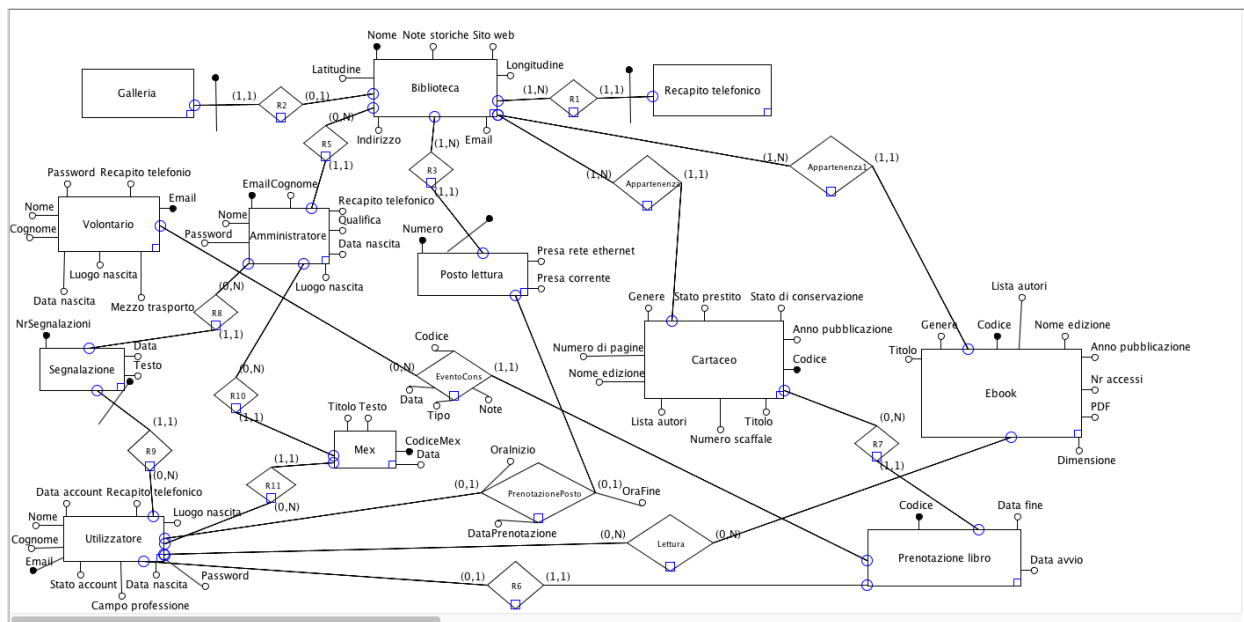 Nome Note storiche Sito web
Latitudine
Longitudine
Galleria
(1,1)
R2
(0,1)
Biblioteca
(1,N)
R1
(1,1)
Recapito telefonico
(0,N)
R5
(1,1)
Indirizzo
Email
(1,N)
R3
(1,1)
(1,N)
Appartenenza
(1,1)
(1,N)
Appartenenza1
(1,1)
Password Recapito telefonio
Email
Nome
Cognome
Volontario
Luogo nascita
Data nascita
Mezzo trasporto
EmailCognome
Nome
Password
Amministratore
Recapito telefonico
Qualifica
Data nascita
Luogo nascita
Numero
Posto lettura
Presa rete ethernet
Presa corrente
(0,N)
R8
(1,1)
NrSegnalazioni
Segnalazione
Data
Testo
Genere Stato prestito Stato di conservazione
Numero di pagine
Nome edizione
Cartaceo
Anno pubblicazione
Codice
Lista autori
Numero scaffale
Titolo
Lista autori
Genere Codice Nome edizione
Titolo
Ebook
Anno pubblicazione
Nr accessi
PDF
Dimensione
Codice
(0,N)
EventoCons
(1,1)
Data
Tipo
Note
(0,N)
R10
(1,1)
Titolo Testo
Mex
CodiceMex
Data
(1,1)
R9
(0,N)
(1,1)
R11
(0,N)
(0,N)
R7
(1,1)
OraInizio
(0,1)
PrenotazionePosto
(0,1)
OraFine
DataPrenotazione
Data account Recapito telefonico
Luogo nascita
Nome
Cognome
Email
Utilizzatore
Stato account
Campo professione
Data nascita
Password
(0,N)
Lettura
(0,N)
(0,1)
R6
(1,1)
Codice
Data fine
Prenotazione libro
Data avvio